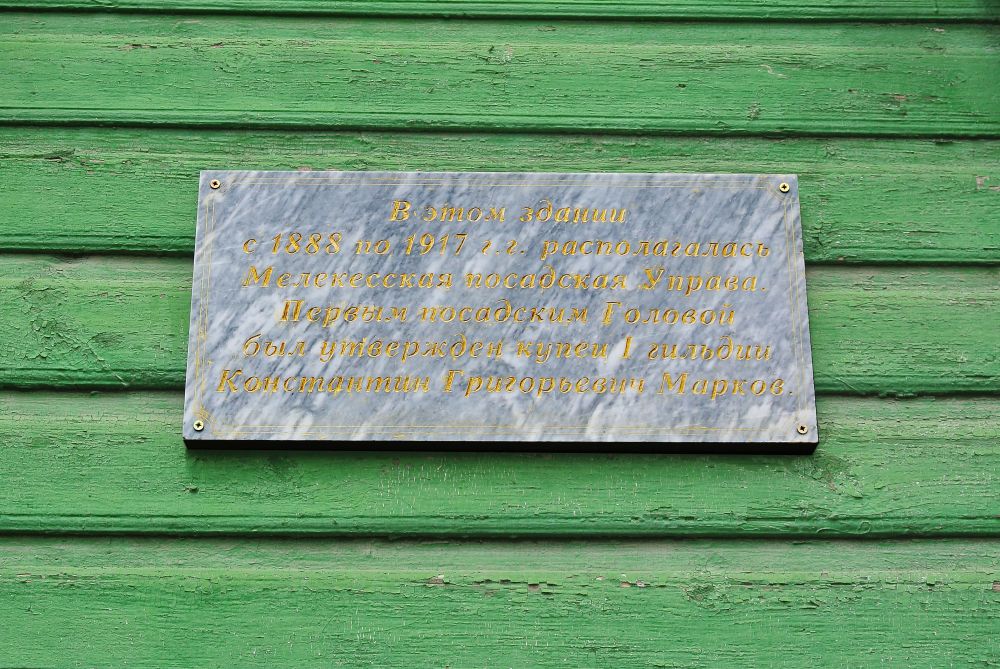 В этом здании
с 1888 по 1917 г.г. располагалась
Мелекесская посадская Управа.
Первым посадским Головой
был утвержден купец I гильдии
Константин Григорьевич Марков.